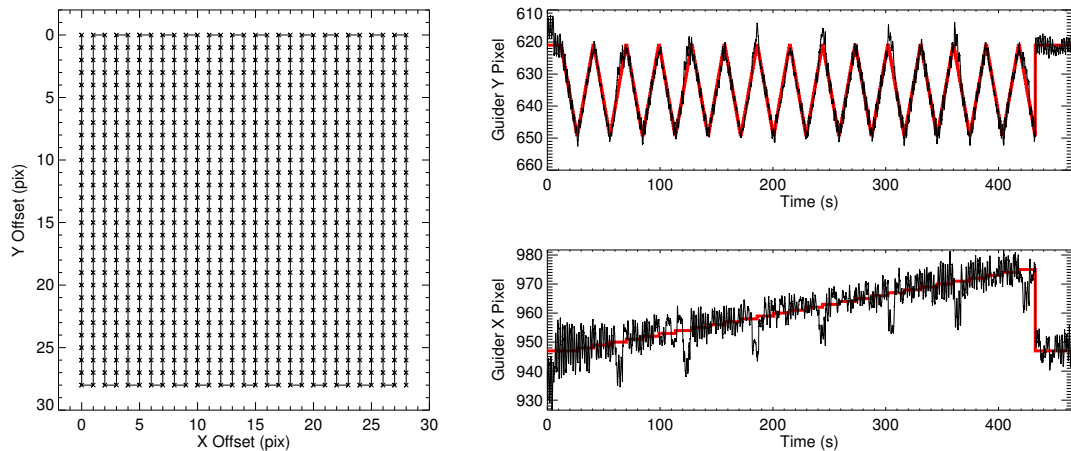 0
5
10
15
20
25
30
Y Offset (pix)
0 5 10 15 20 25 30
X Offset (pix)
620
630
640
650
660
Guider Y Pixel
0 100 200 300 400
Time (s)
980
970
960
950
940
930
Guider X Pixel
0 100 200 300 400
Time (s)